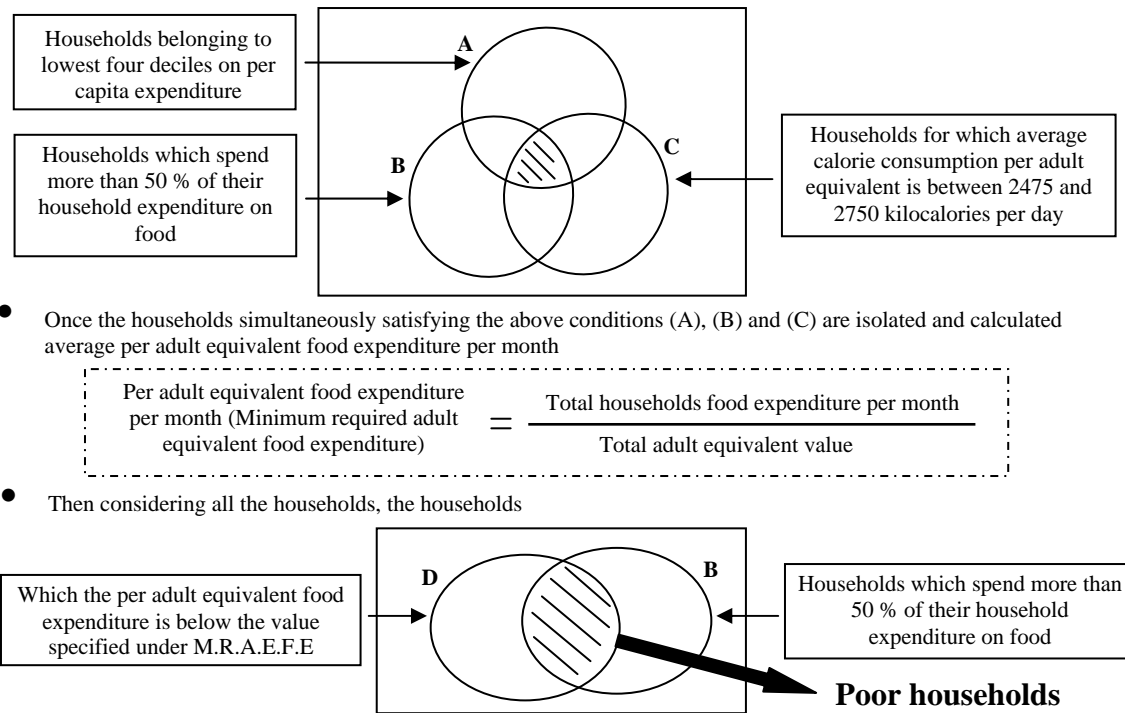 Households belonging to
lowest four deciles on per
capita expenditure
A
Households which spend
more than 50 % of their
household expenditure on
food
B
C
Households for which average
calorie consumption per adult
equivalent is between 2475 and
2750 kilocalories per day
• Once the households simultaneously satisfying the above conditions (A), (B) and (C) are isolated and calculated
average per adult equivalent food expenditure per month
Per adult equivalent food expenditure
per month (Minimum required adult
equivalent food expenditure)
=
Total households food expenditure per month
Total adult equivalent value
• Then considering all the households, the households
Which the per adult equivalent food
expenditure is below the value
specified under M.R.A.E.F.E
D
B
Households which spend more than
50 % of their household
expenditure on food
Poor households